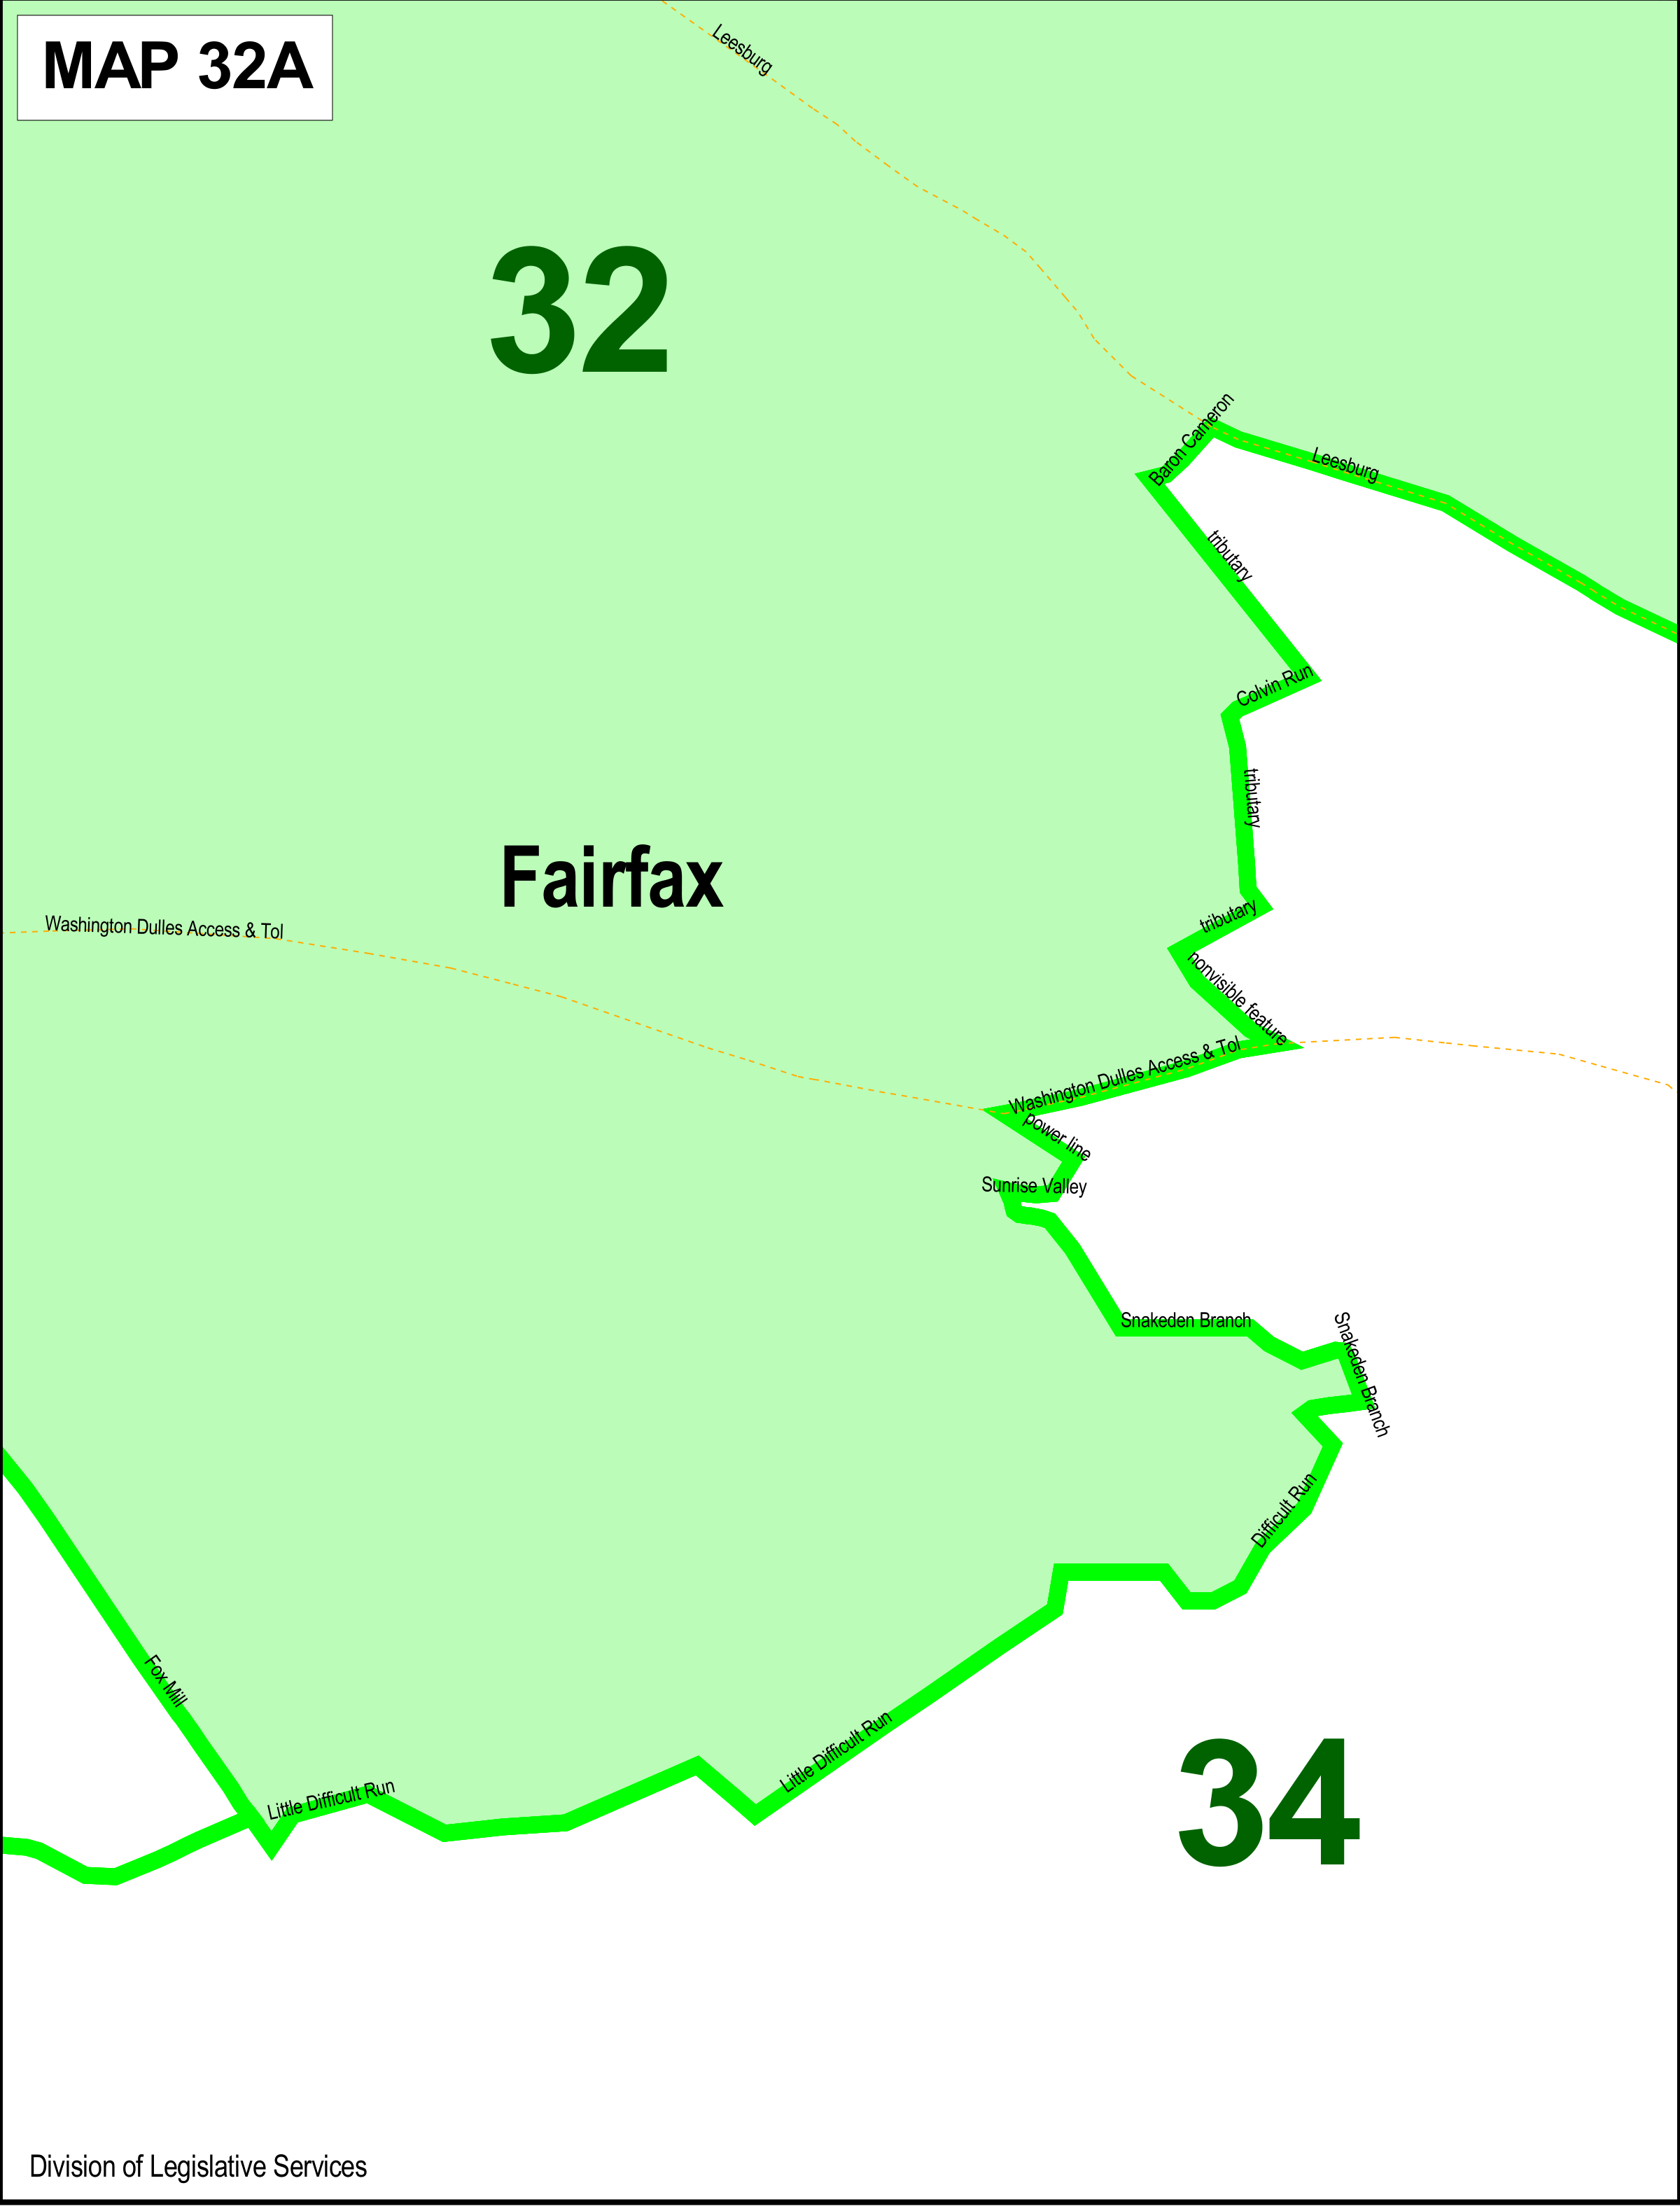 MAP 32A
Leesburg
32
Baron Cameron
Leesburg
tributary
Colvin Run
tributary
Fairfax
tributary
Washington Dulles Access & Tol
nonvisible feature
Washington Dulles Access & Tol
power line
Sunrise Valley
Snakeden Branch
Snakeden Branch
Difficult Run
Fox Mill
Little Difficult Run
Little Difficult Run
34
Division of Legislative Services